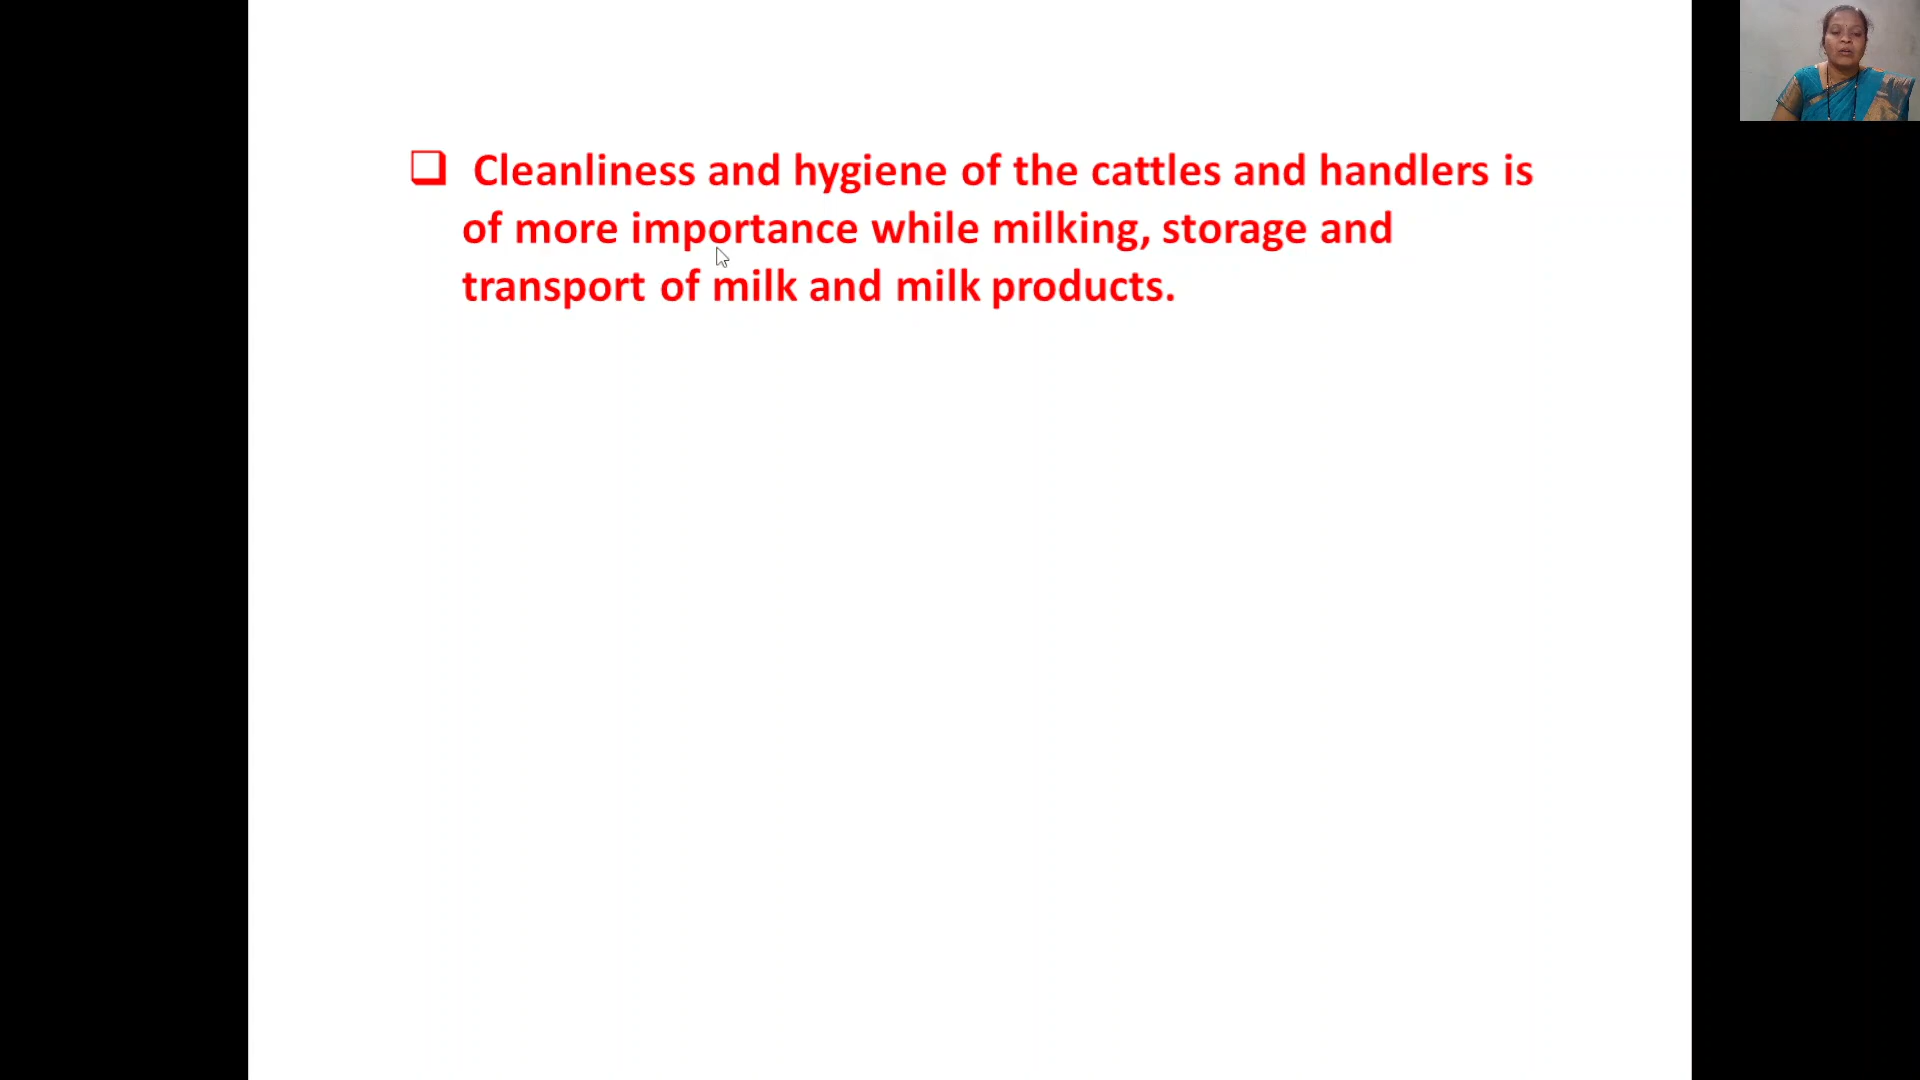 ❑ Cleanliness and hygiene of the cattles and handlers is
of more importance while milking, storage and
transport of milk and milk products.